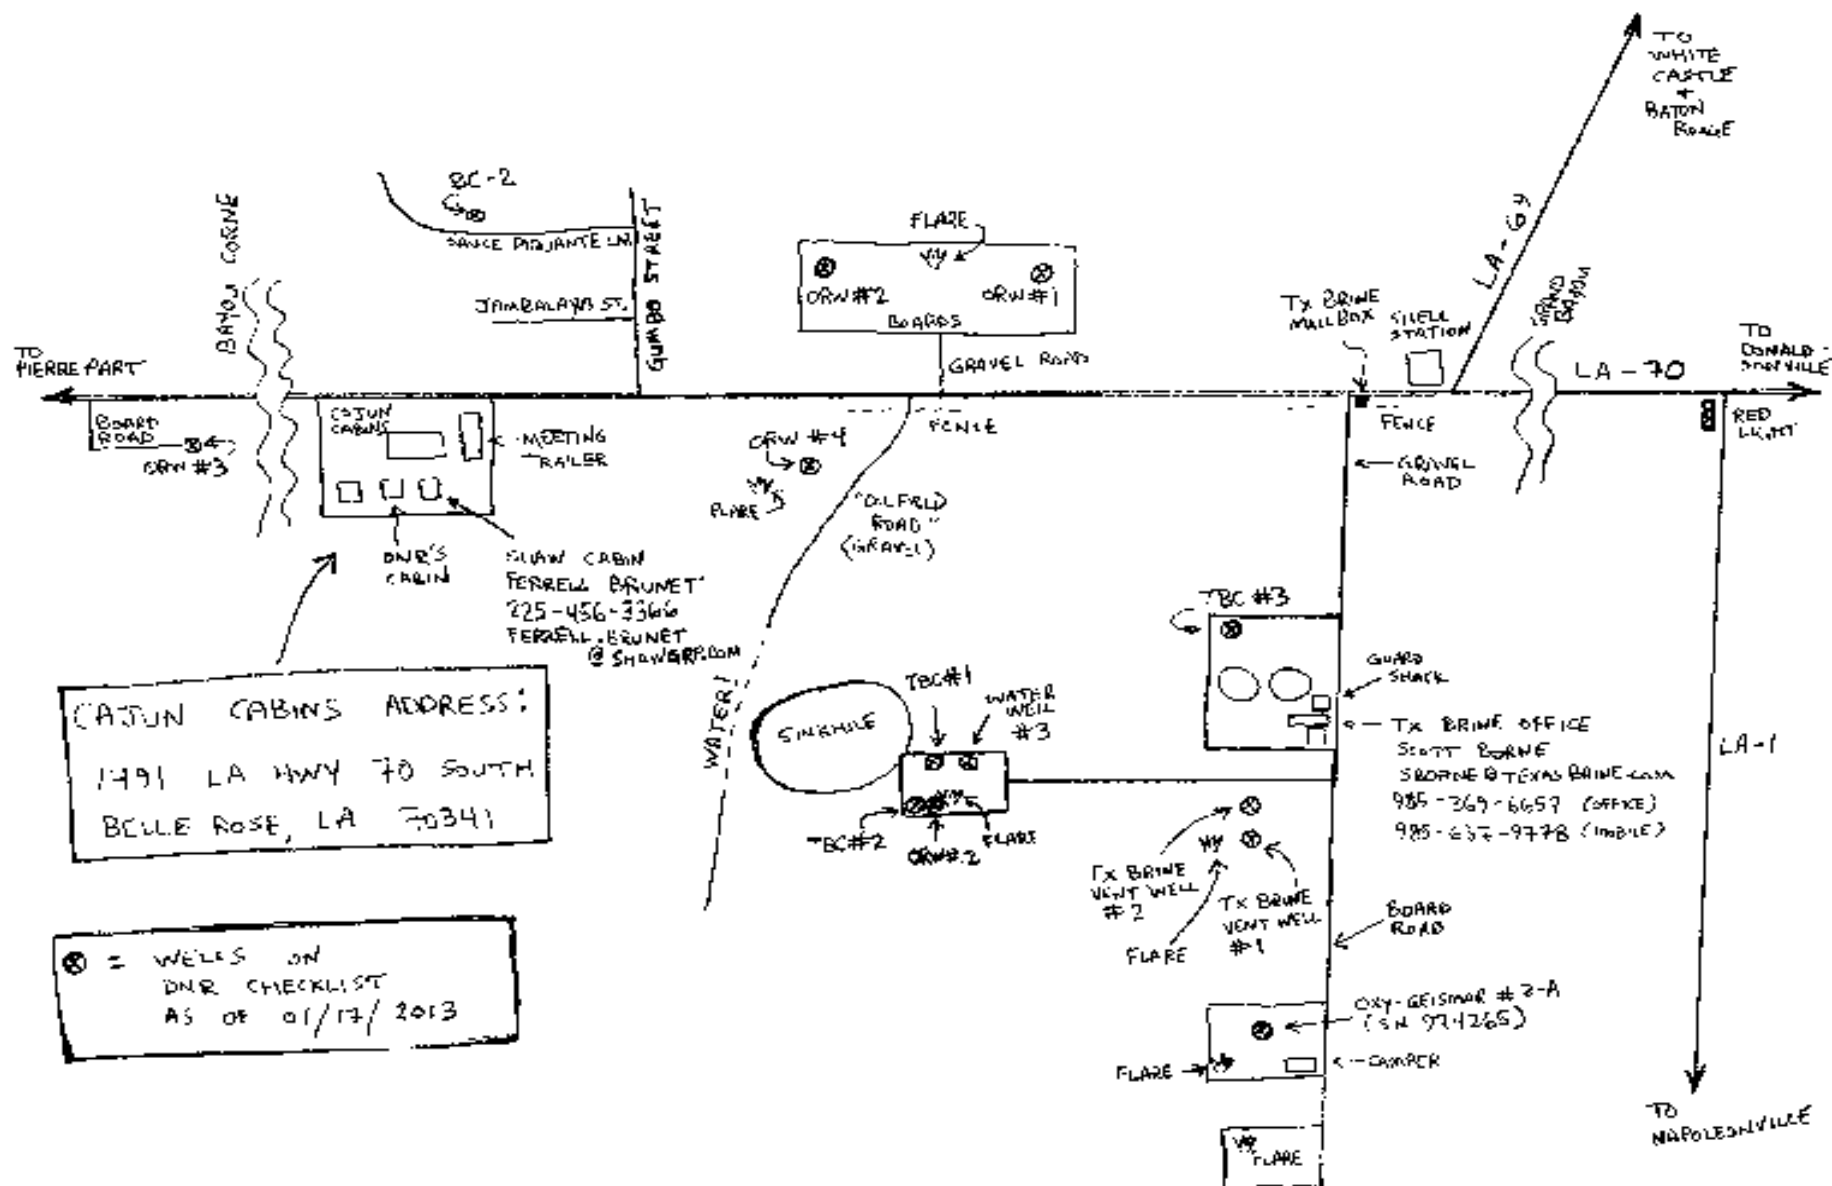 TO
WHITE
CASTLE
+
BATON
ROUGE
LA-69
BC-2
SAUCE PIQUANTE LN.
JAMBALAYA ST.
GUMBO STREET
BAYOU CORNE
FLARE
ORW#2
ORW#1
BOARDS
GRAVEL ROAD
TX BRINE
MAILBOX
SHELL
STATION
GRAND
BAYOU
TO
DONALD-
SONVILLE
LA-70
TO
PIERRE PART
BOARD
ROAD
ORW #3
CAJUN
CABINS
MEETING
TRAILER
ORW #4
FLARE
FENCE
FENCE
RED
LIGHT
GRAVEL
ROAD
"OILFIELD
ROAD"
(GRAVEL)
DNR'S
CABIN
SHAW CABIN
FERRELL BRUNET
225-456-3366
FERRELL.BRUNET
@SHAWGRP.COM
WATER!
CAJUN CABINS ADDRESS:
1491 LA HWY 70 SOUTH
BELLE ROSE, LA 70341
SINKHOLE
TBC#1
WATER
WELL
#3
TBC#2
FLARE
TBC #3
GUARD
SHACK
TX BRINE OFFICE
SCOTT BORNE
SBORNE@TEXASBRINE.COM
985-369-6657 (OFFICE)
985-637-9778 (MOBILE)
LA-1
TX BRINE
VENT WELL
#2
TX BRINE
VENT WELL
#1
FLARE
BOARD
ROAD
⊗ = WELLS ON
DNR CHECKLIST
AS OF 01/17/2013
OXY-GEISMAR #2-A
(SN 974265)
FLARE
CAMPER
FLARE
TO
NAPOLEONVILLE